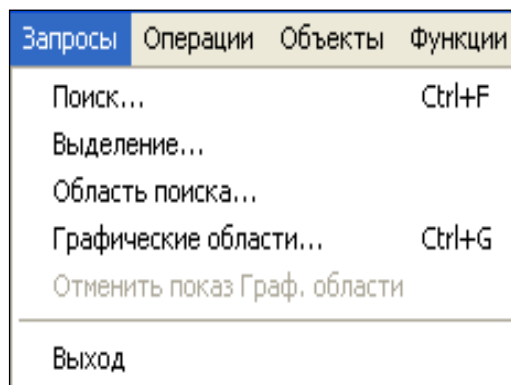 Запросы Операции Объекты Функции
Поиск... Ctrl+F
Выделение...
Область поиска...
Графические области... Ctrl+G
Отменить показ Граф. области
Выход